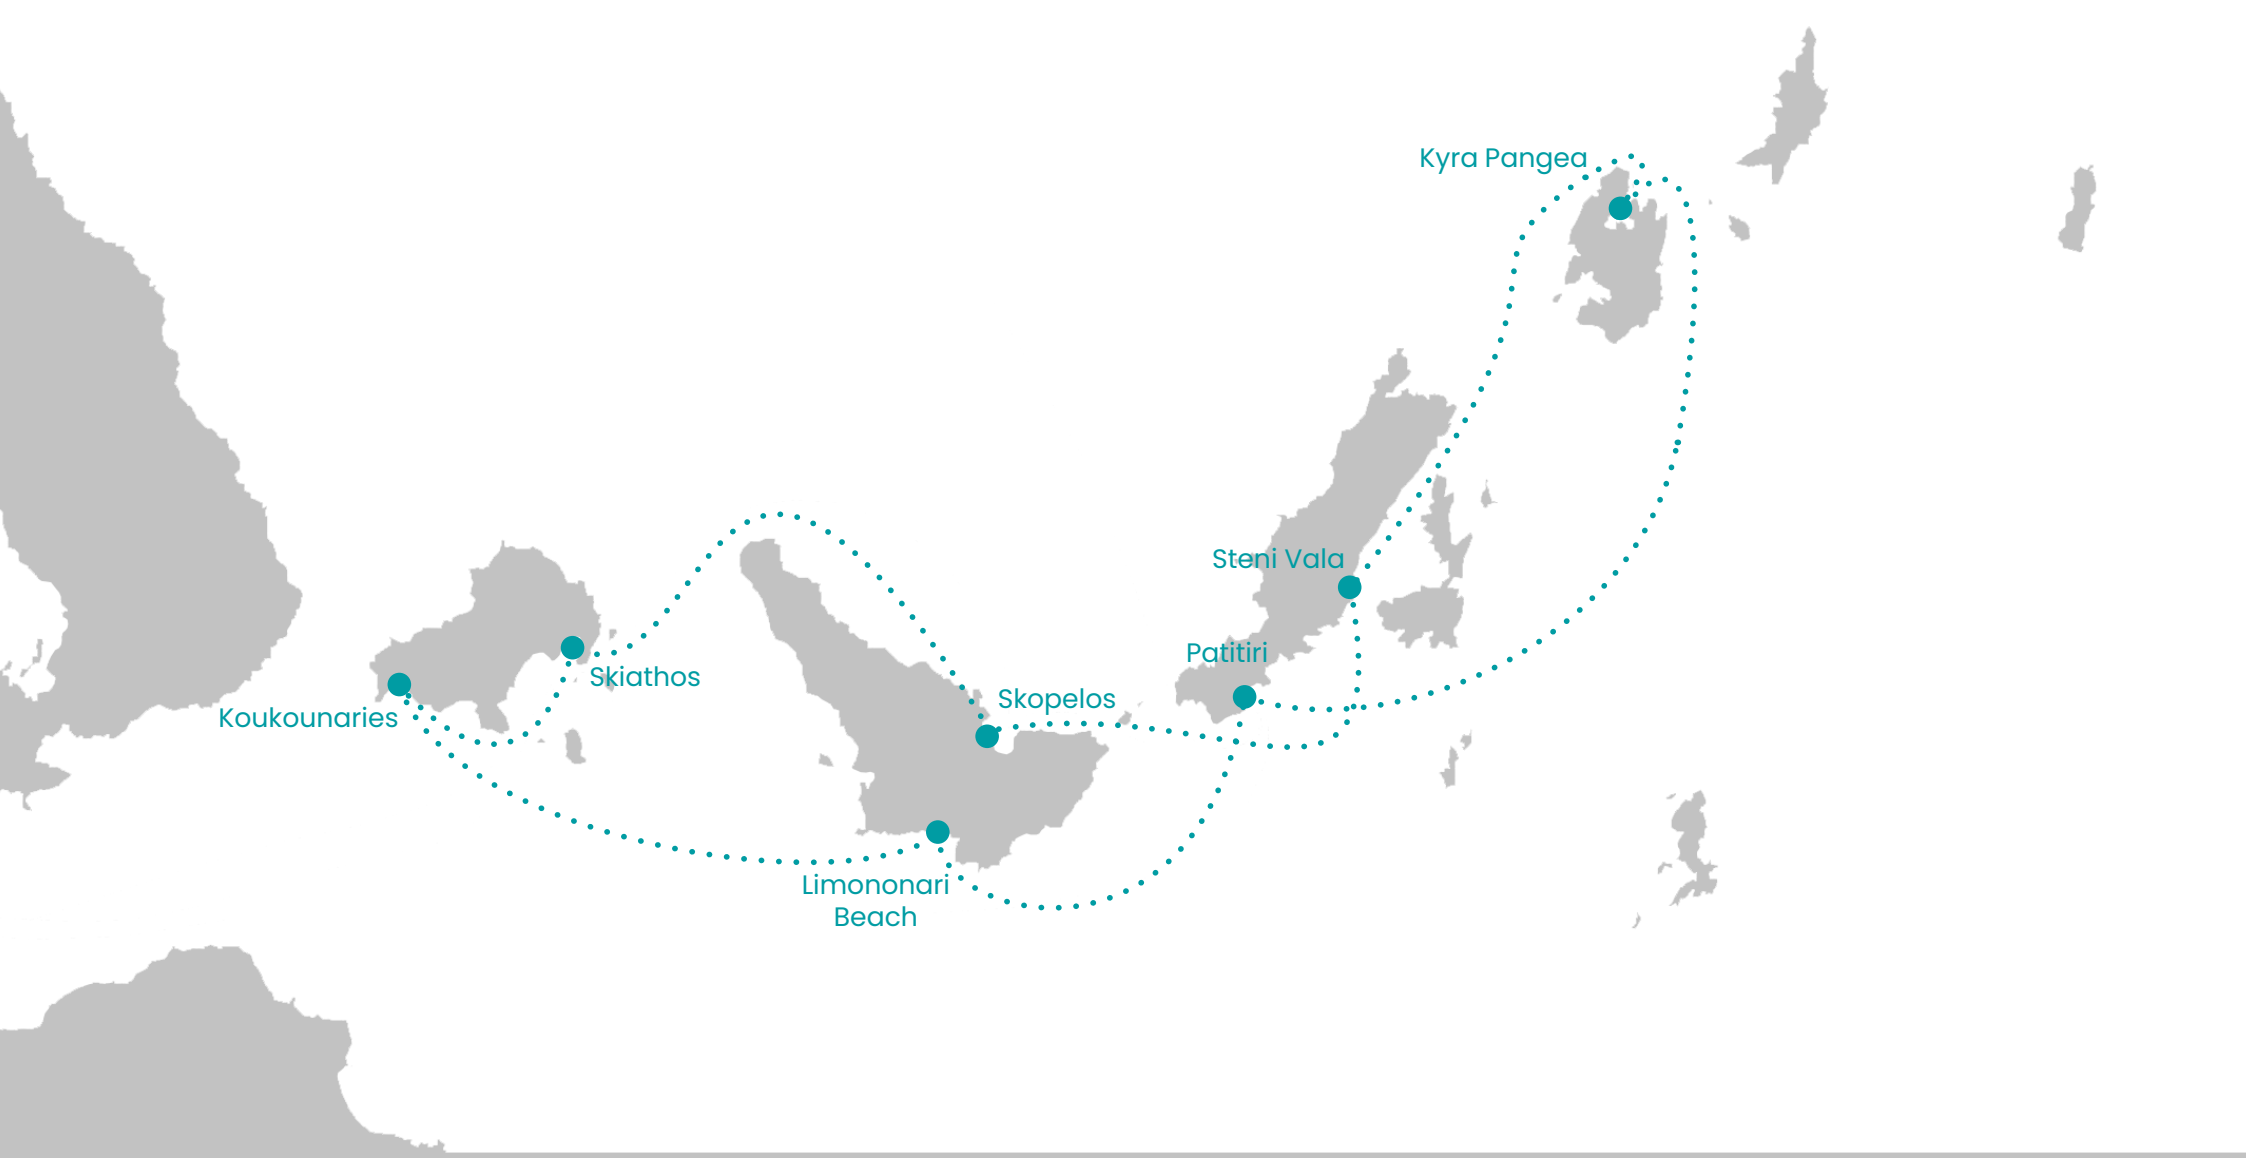 Kyra Pangea
Steni Vala
Patitiri
Skiathos
Skopelos
Koukounaries
Limononari
Beach